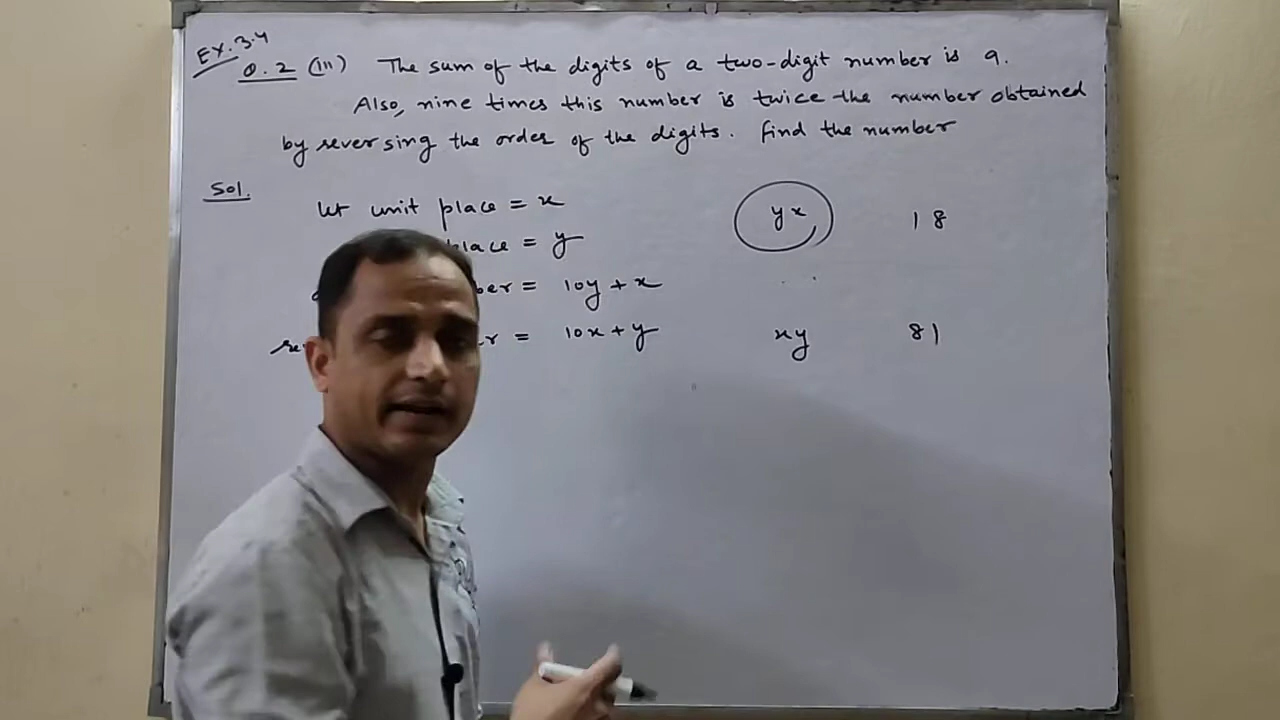 Ex. 3.4
Q. 2 (iii) The sum of the digits of a two-digit number is 9.
Also, nine times this number is twice the number obtained
by reversing the order of the digits. Find the number
Sol.
let unit place = x yx 18
place = y
= 10y + x
= 10x + y xy 81